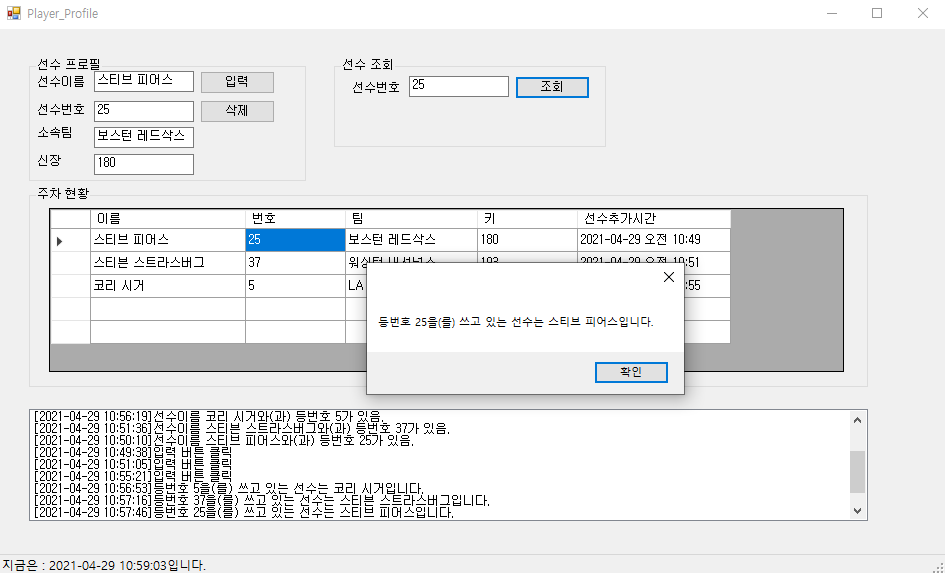 Player_Profile
선수 프로필
선수이름 스티브 피어스 입력
선수번호 25 삭제
소속팀 보스턴 레드삭스
신장 180
선수 조회
선수번호 25 조회
주차 현황
이름 번호 팀 키 선수추가시간
스티브 피어스 25 보스턴 레드삭스 180 2021-04-29 오전 10:49
스티븐 스트라스버그 37
코리 시거 5 LA :55
등번호 25을(를) 쓰고 있는 선수는 스티브 피어스입니다.
확인
[2021-04-29 10:56:19]선수이름 코리 시거와(과) 등번호 5가 있음.
[2021-04-29 10:51:36]선수이름 스티븐 스트라스버그와(과) 등번호 37가 있음.
[2021-04-29 10:50:10]선수이름 스티브 피어스와(과) 등번호 25가 있음.
[2021-04-29 10:49:38]입력 버튼 클릭
[2021-04-29 10:51:05]입력 버튼 클릭
[2021-04-29 10:55:21]입력 버튼 클릭
[2021-04-29 10:56:53]등번호 5을(를) 쓰고 있는 선수는 코리 시거입니다.
[2021-04-29 10:57:16]등번호 37을(를) 쓰고 있는 선수는 스티븐 스트라스버그입니다.
[2021-04-29 10:57:46]등번호 25을(를) 쓰고 있는 선수는 스티브 피어스입니다.
지금은 : 2021-04-29 10:59:03입니다.